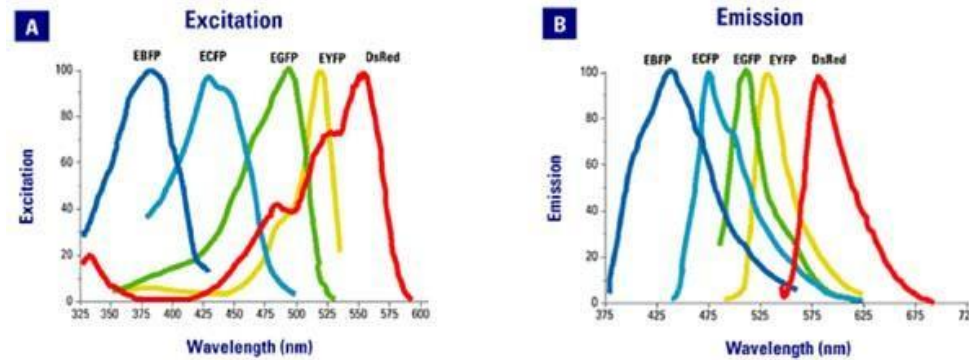 A
Excitation
EBFP ECFP EGFP EYFP DsRed
100
80
60
40
20
0
Excitation
325 350 375 400 425 450 475 500 525 550 575 600
Wavelength (nm)
B
Emission
EBFP ECFP EGFP EYFP DsRed
100
80
60
40
20
0
Emission
375 425 475 525 575 625 675 72
Wavelength (nm)